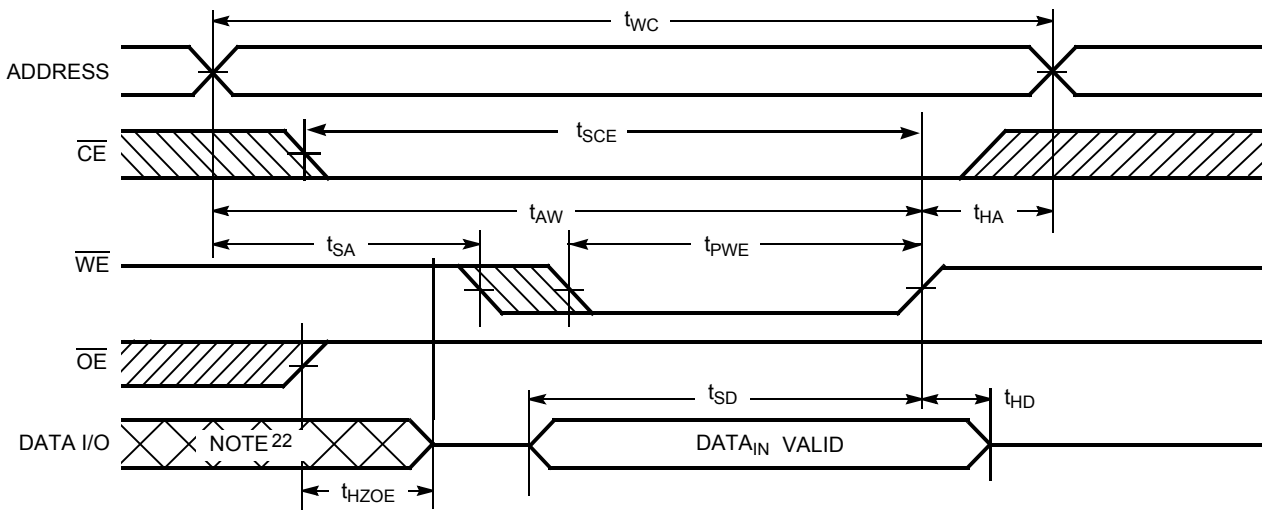 tWC
ADDRESS
CE
tSCE
tAW
tHA
tSA
tPWE
WE
OE
tSD
tHD
DATA I/O
NOTE 22
DATAIN VALID
tHZOE